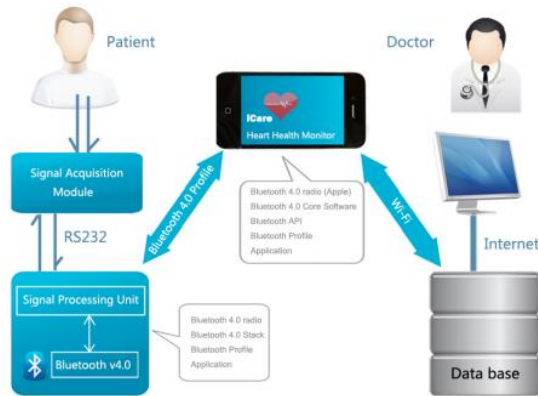 Patient
Doctor
iCare
Heart Health Monitor
Signal Acquisition
Module
Bluetooth 4.0 Profile
Wi-Fi
Bluetooth 4.0 radio (Apple)
Bluetooth 4.0 Core Software
Bluetooth API
Bluetooth Profile
Application
RS232
Internet
Signal Processing Unit
Bluetooth v4.0
Bluetooth 4.0 radio
Bluetooth 4.0 Stack
Bluetooth Profile
Application
Data base